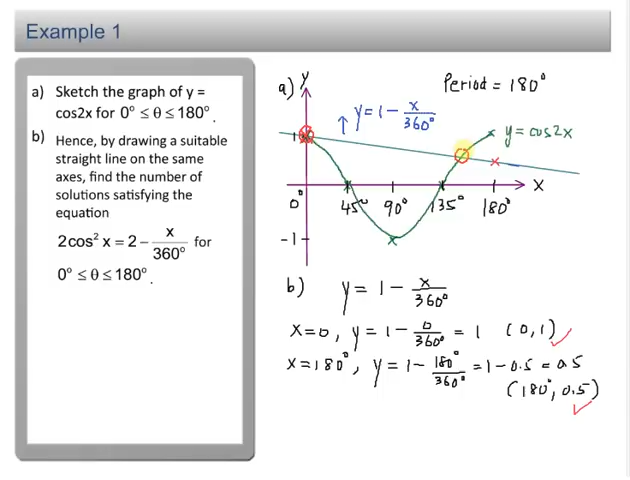 Example 1
a) Sketch the graph of y =
cos2x for 0° ≤ θ ≤ 180° .
b) Hence, by drawing a suitable
straight line on the same
axes, find the number of
solutions satisfying the
equation
2cos² x = 2 − x/360° for
0° ≤ θ ≤ 180° .
a) y Period = 180°
↑ y = 1 − x/360°
1 y = cos2x
0° 45° 90° 135° 180° x
−1
b) y = 1 − x/360°
x = 0, y = 1 − 0/360° = 1 (0, 1) ✓
x = 180°, y = 1 − 180°/360° = 1 − 0.5 = 0.5
(180°, 0.5) ✓